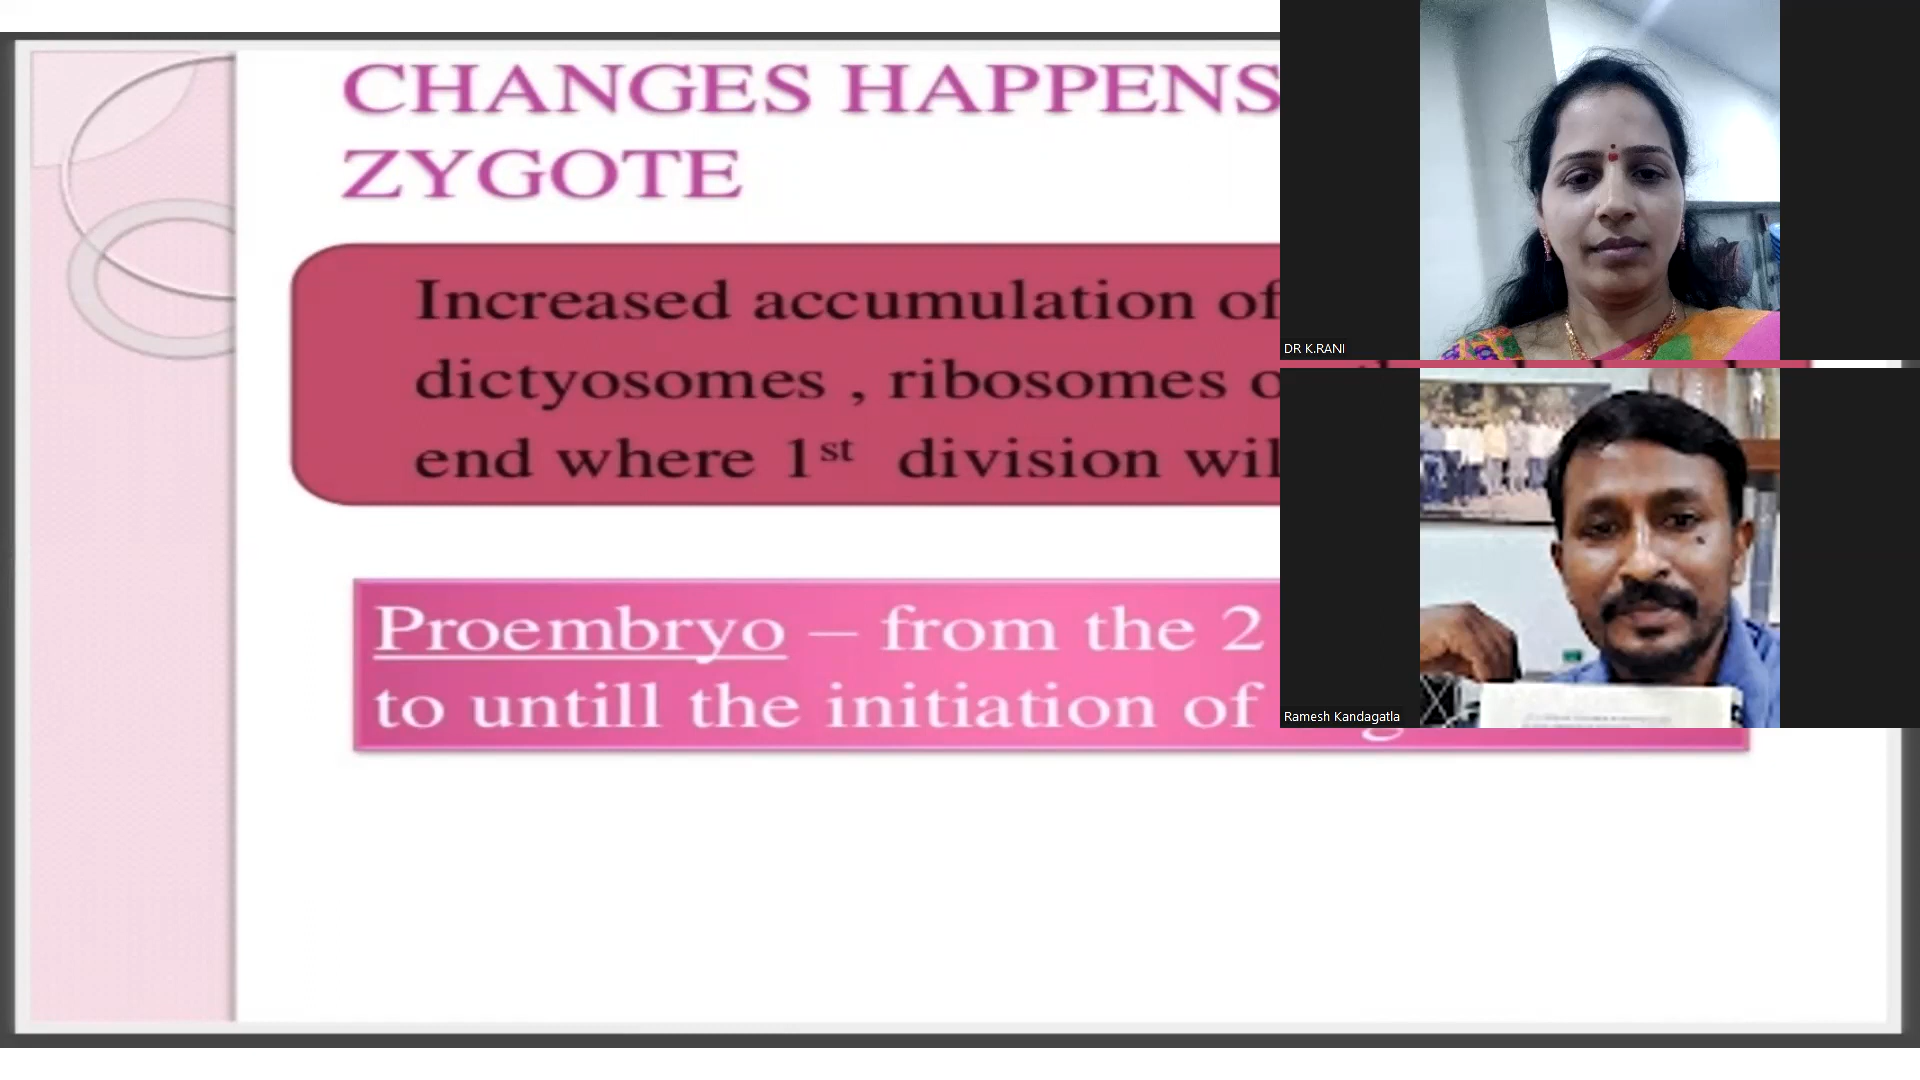 CHANGES HAPPENS
ZYGOTE
Increased accumulation of
dictyosomes , ribosomes
end where 1st division
Proembryo – from the 2
to untill the initiation of
DR K.RANI
Ramesh Kandagatla